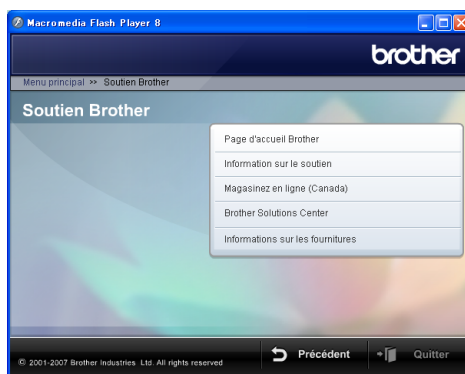 Macromedia Flash Player 8
brother
Menu principal >> Soutien Brother
Soutien Brother
Page d'accueil Brother
Information sur le soutien
Magasinez en ligne (Canada)
Brother Solutions Center
Informations sur les fournitures
© 2001-2007 Brother Industries Ltd. All rights reserved
Précédent
Quitter